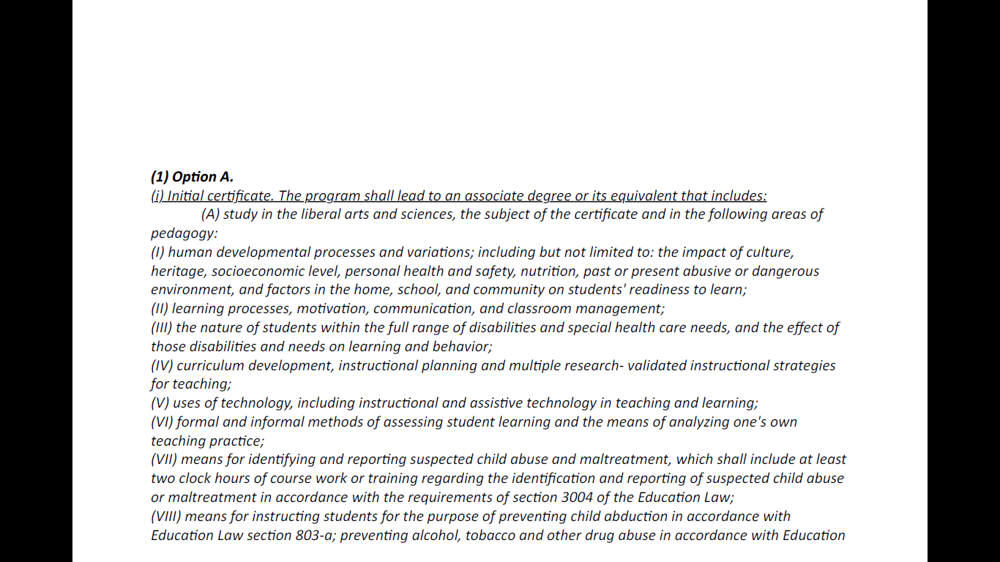 (1) Option A.
(i) Initial certificate. The program shall lead to an associate degree or its equivalent that includes:
(A) study in the liberal arts and sciences, the subject of the certificate and in the following areas of
pedagogy:
(I) human developmental processes and variations; including but not limited to: the impact of culture,
heritage, socioeconomic level, personal health and safety, nutrition, past or present abusive or dangerous
environment, and factors in the home, school, and community on students' readiness to learn;
(II) learning processes, motivation, communication, and classroom management;
(III) the nature of students within the full range of disabilities and special health care needs, and the effect of
those disabilities and needs on learning and behavior;
(IV) curriculum development, instructional planning and multiple research- validated instructional strategies
for teaching;
(V) uses of technology, including instructional and assistive technology in teaching and learning;
(VI) formal and informal methods of assessing student learning and the means of analyzing one's own
teaching practice;
(VII) means for identifying and reporting suspected child abuse and maltreatment, which shall include at least
two clock hours of course work or training regarding the identification and reporting of suspected child abuse
or maltreatment in accordance with the requirements of section 3004 of the Education Law;
(VIII) means for instructing students for the purpose of preventing child abduction in accordance with
Education Law section 803-a; preventing alcohol, tobacco and other drug abuse in accordance with Education